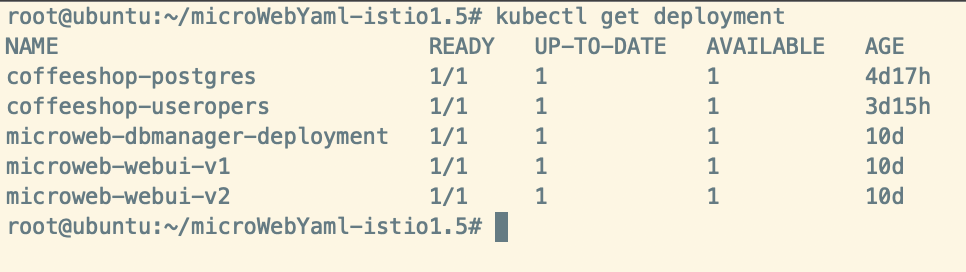 root@ubuntu:~/microWebYaml-istio1.5# kubectl get deployment
NAME READY UP-TO-DATE AVAILABLE AGE
coffeeshop-postgres 1/1 1 1 4d17h
coffeeshop-useropers 1/1 1 1 3d15h
microweb-dbmanager-deployment 1/1 1 1 10d
microweb-webui-v1 1/1 1 1 10d
microweb-webui-v2 1/1 1 1 10d
root@ubuntu:~/microWebYaml-istio1.5#